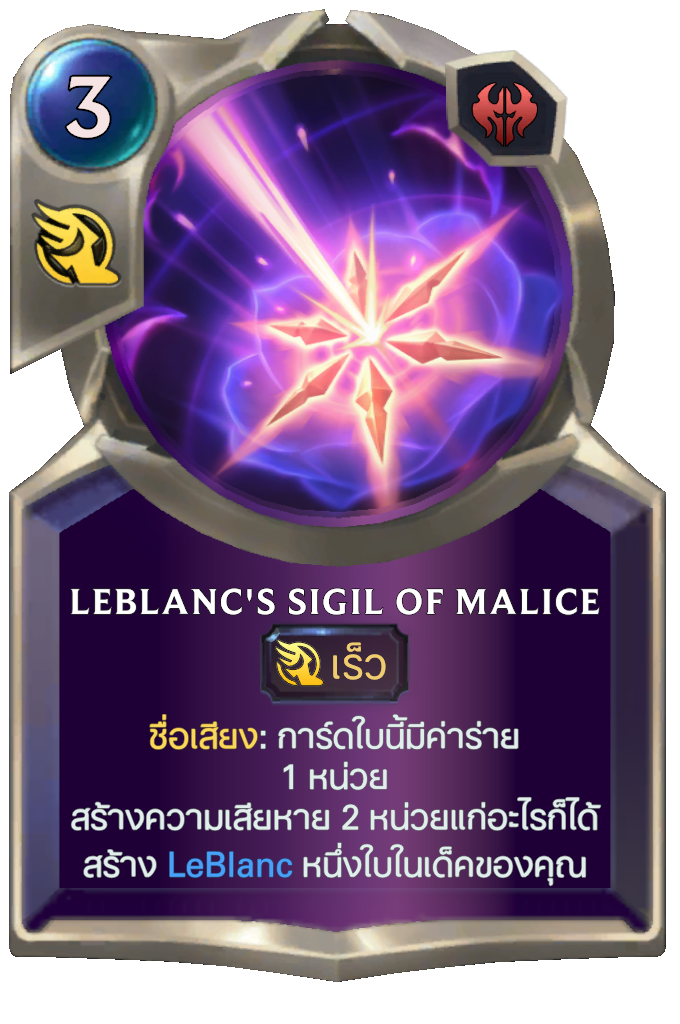 3
LEBLANC'S SIGIL OF MALICE
เร็ว
ชื่อเสียง: การ์ดใบนี้มีค่าร่าย
1 หน่วย
สร้างความเสียหาย 2 หน่วยแก่อะไรก็ได้
สร้าง LeBlanc หนึ่งใบในเด็คของคุณ